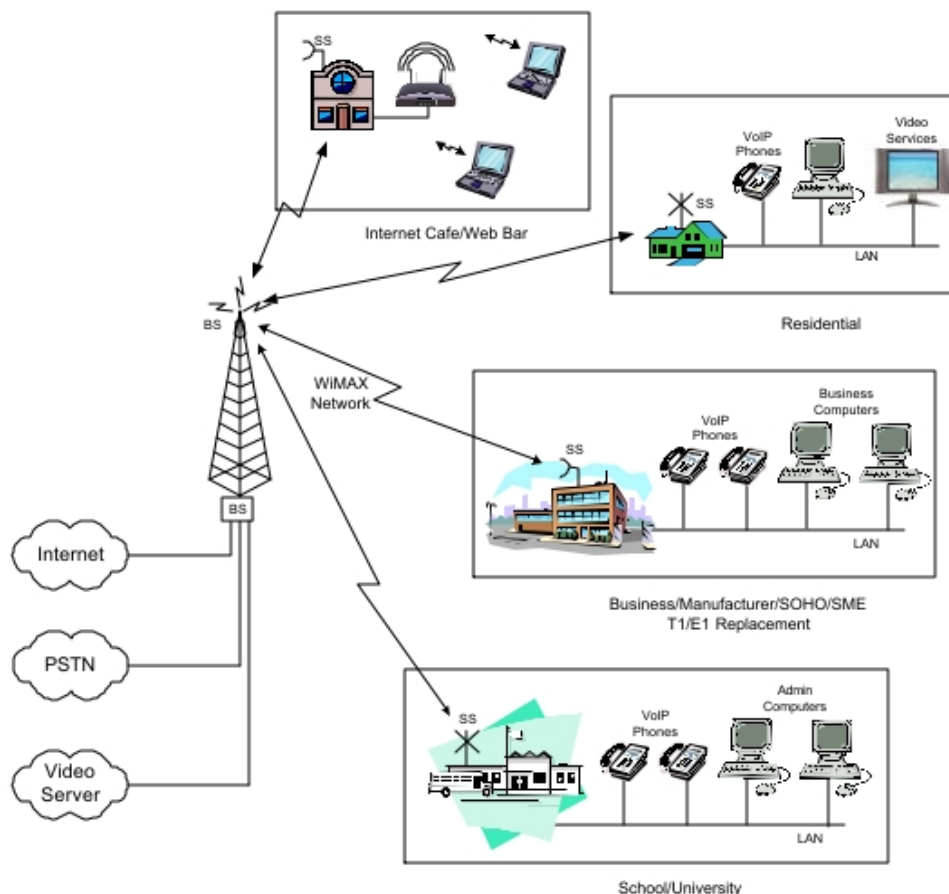 SS
Internet Cafe/Web Bar
VoIP
Phones
Video
Services
SS
LAN
Residential
BS
WiMAX
Network
SS
VoIP
Phones
Business
Computers
LAN
Business/Manufacturer/SOHO/SME
T1/E1 Replacement
BS
Internet
PSTN
Video
Server
SS
VoIP
Phones
Admin
Computers
LAN
School/University